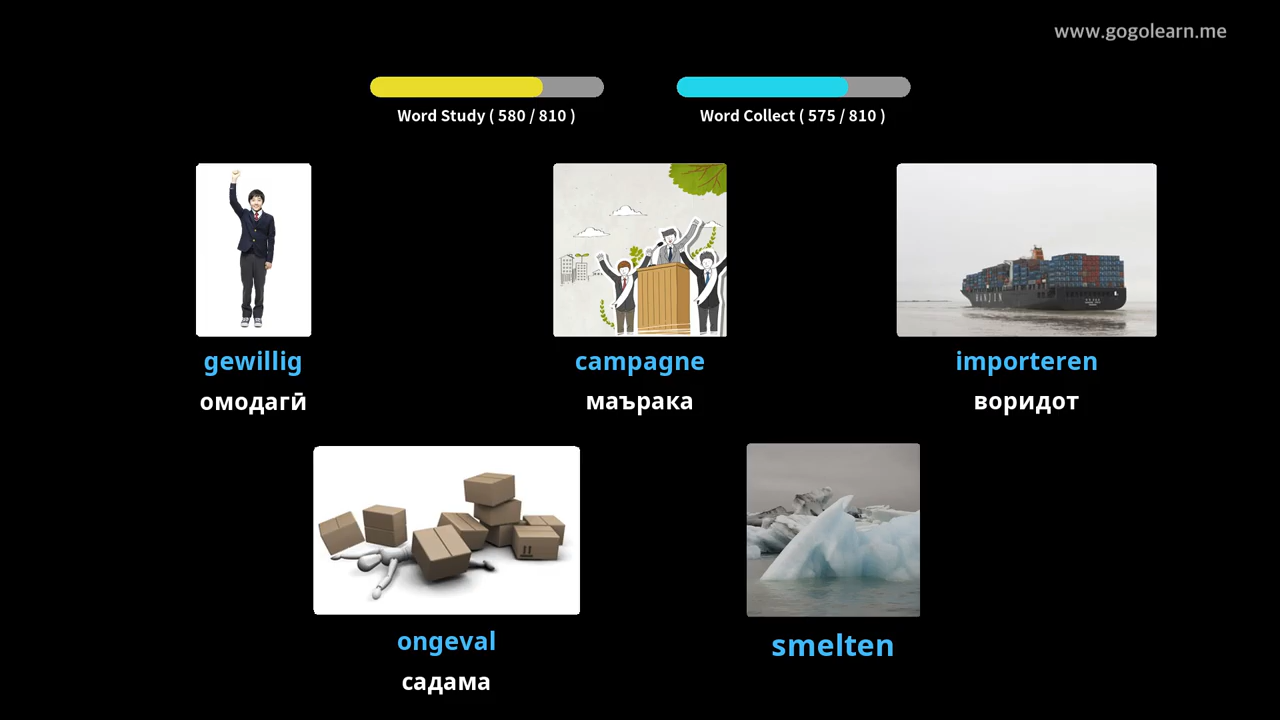 www.gogolearn.me
Word Study ( 580 / 810 )
Word Collect ( 575 / 810 )
gewillig
омодагӣ
campagne
маърака
importeren
воридот
ongeval
садама
smelten